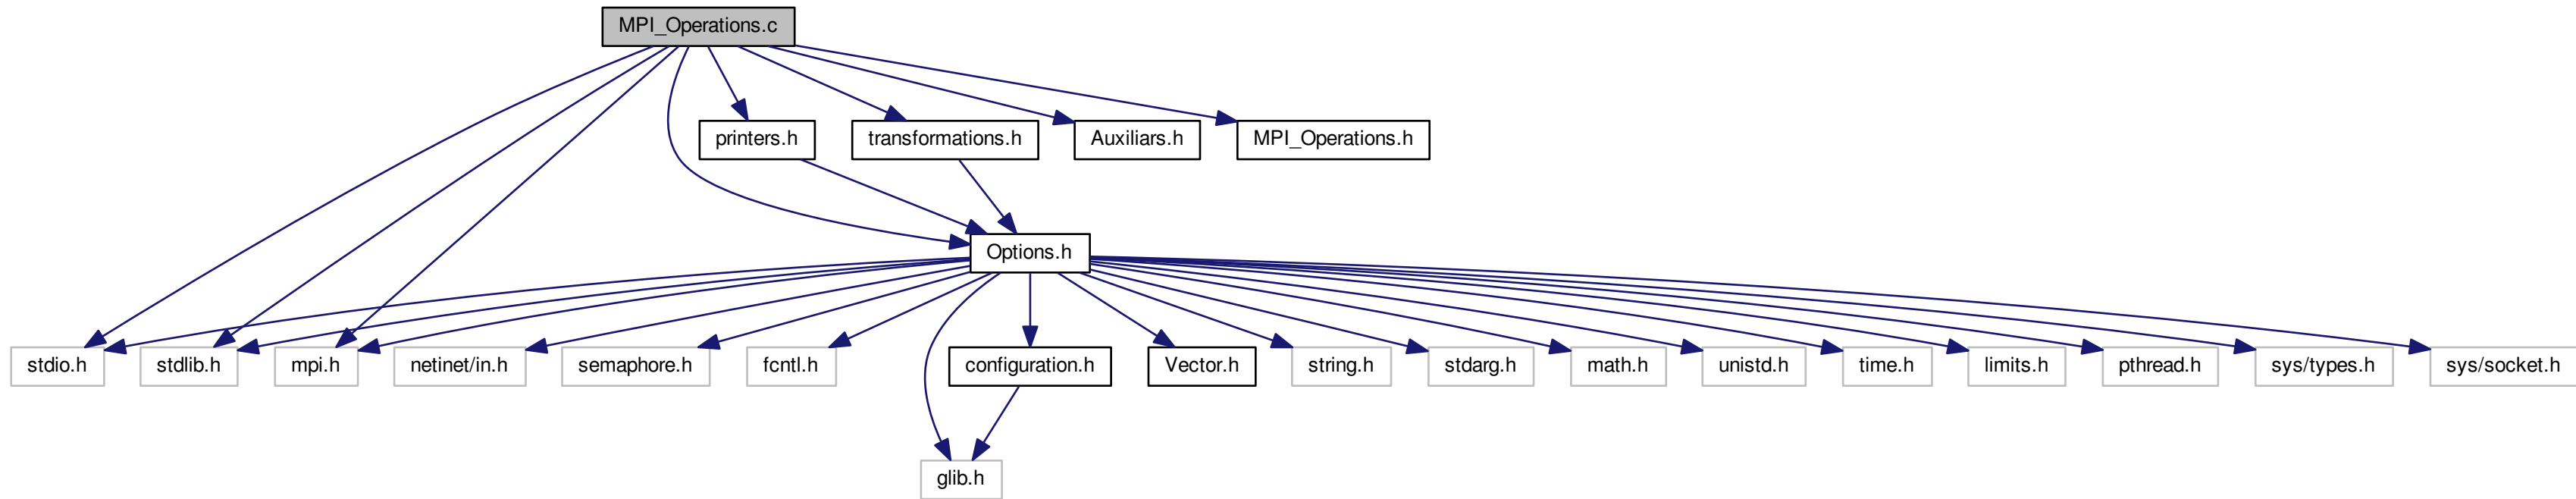 MPI_Operations.c
printers.h
transformations.h
Auxiliars.h
MPI_Operations.h
Options.h
stdio.h
stdlib.h
mpi.h
netinet/in.h
semaphore.h
fcntl.h
configuration.h
Vector.h
string.h
stdarg.h
math.h
unistd.h
time.h
limits.h
pthread.h
sys/types.h
sys/socket.h
glib.h